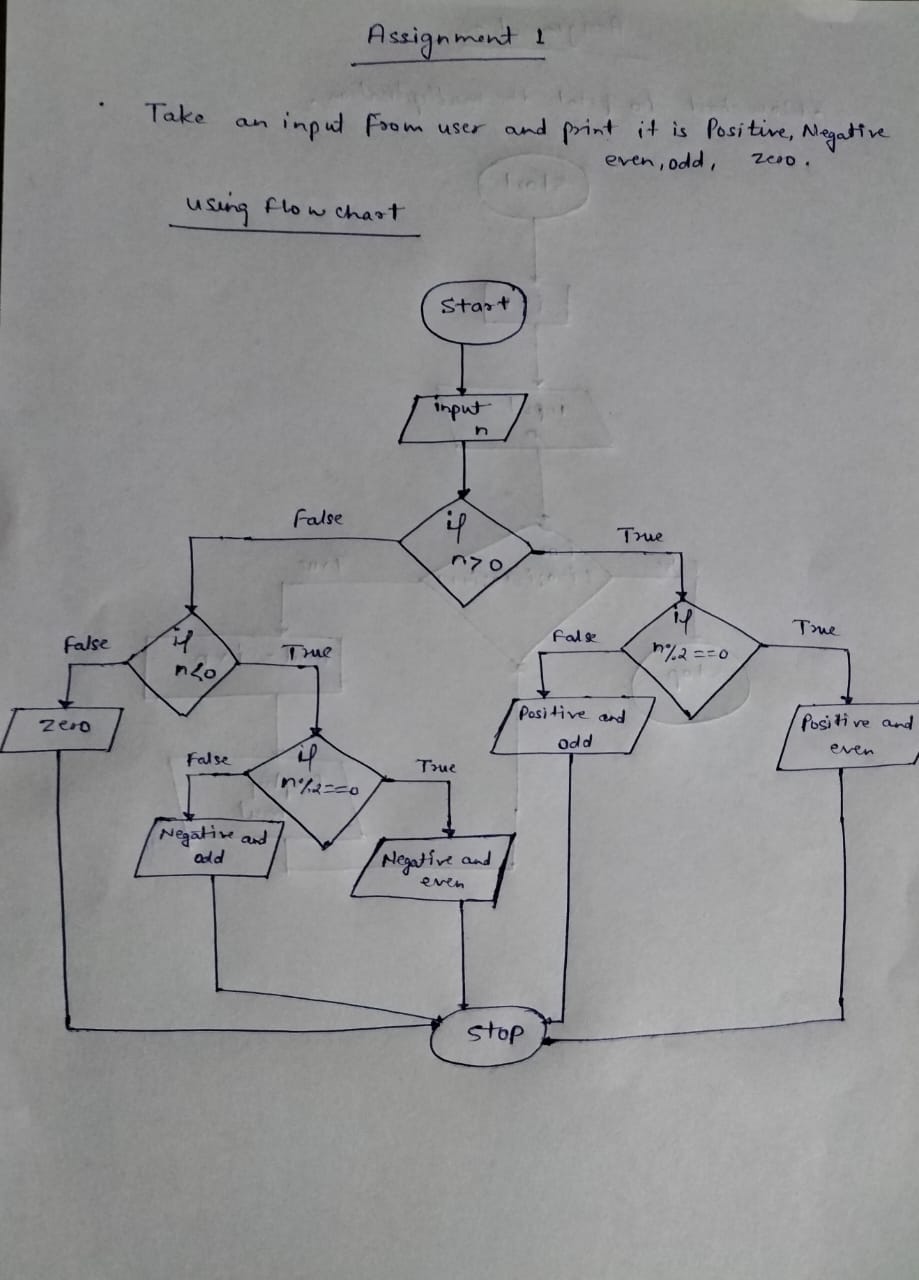 Assignment 1
Take an input from user and print it is Positive, Negative
even, odd, zero.
using flow chart
Start
input
n
if
n>0
False
True
if
n<0
False
True
if
n%2==0
False
True
zero
Positive and
odd
Positive and
even
if
n%2==0
False
True
Negative and
odd
Negative and
even
Stop